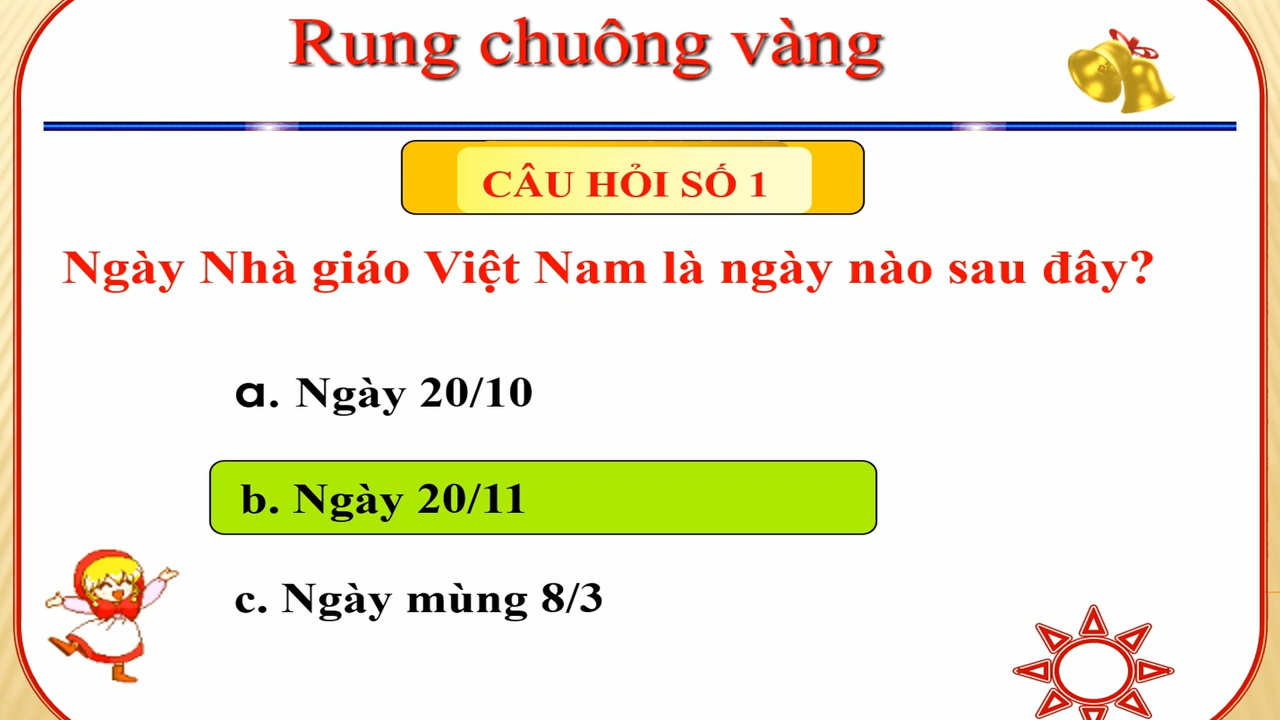 Rung chuông vàng
CÂU HỎI SỐ 1
Ngày Nhà giáo Việt Nam là ngày nào sau đây?
a. Ngày 20/10
b. Ngày 20/11
c. Ngày mùng 8/3